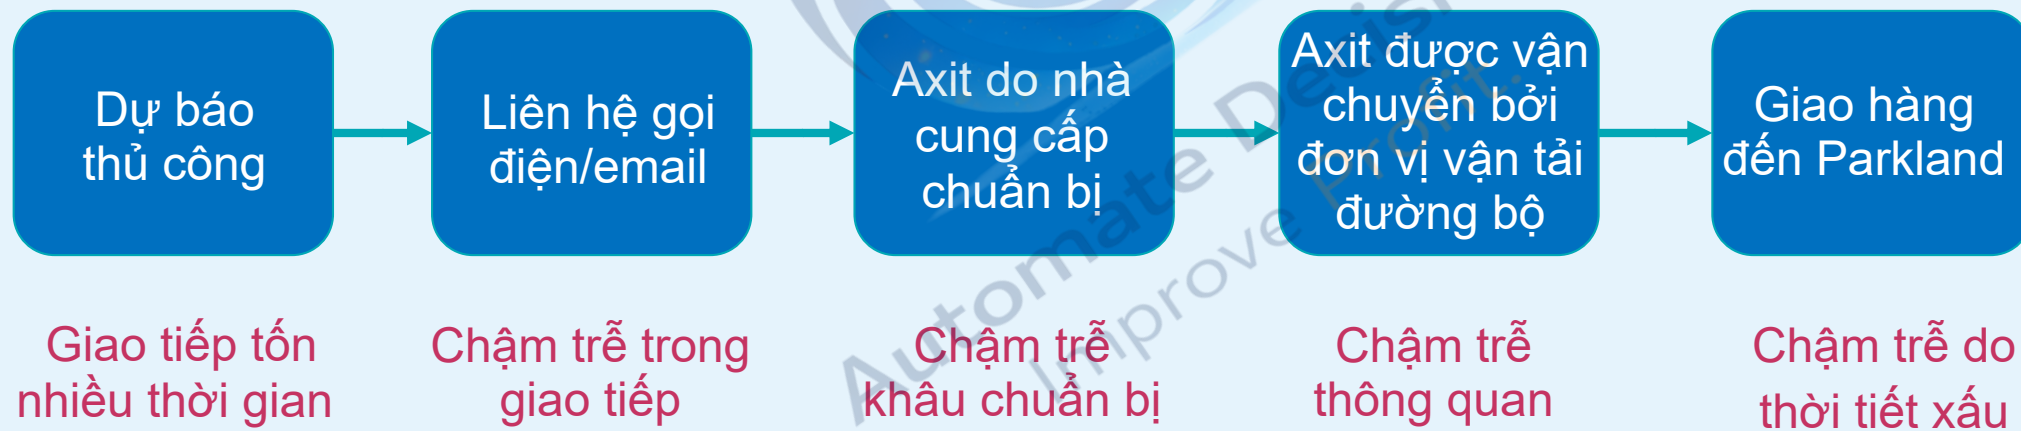 Dự báo
thủ công
Liên hệ gọi
điện/email
Axit do nhà
cung cấp
chuẩn bị
Axit được vận
chuyển bởi
đơn vị vận tải
đường bộ
Giao hàng
đến Parkland
Giao tiếp tốn
nhiều thời gian
Chậm trễ trong
giao tiếp
Chậm trễ
khâu chuẩn bị
Chậm trễ
thông quan
Chậm trễ do
thời tiết xấu
Automate
Improve Profit.